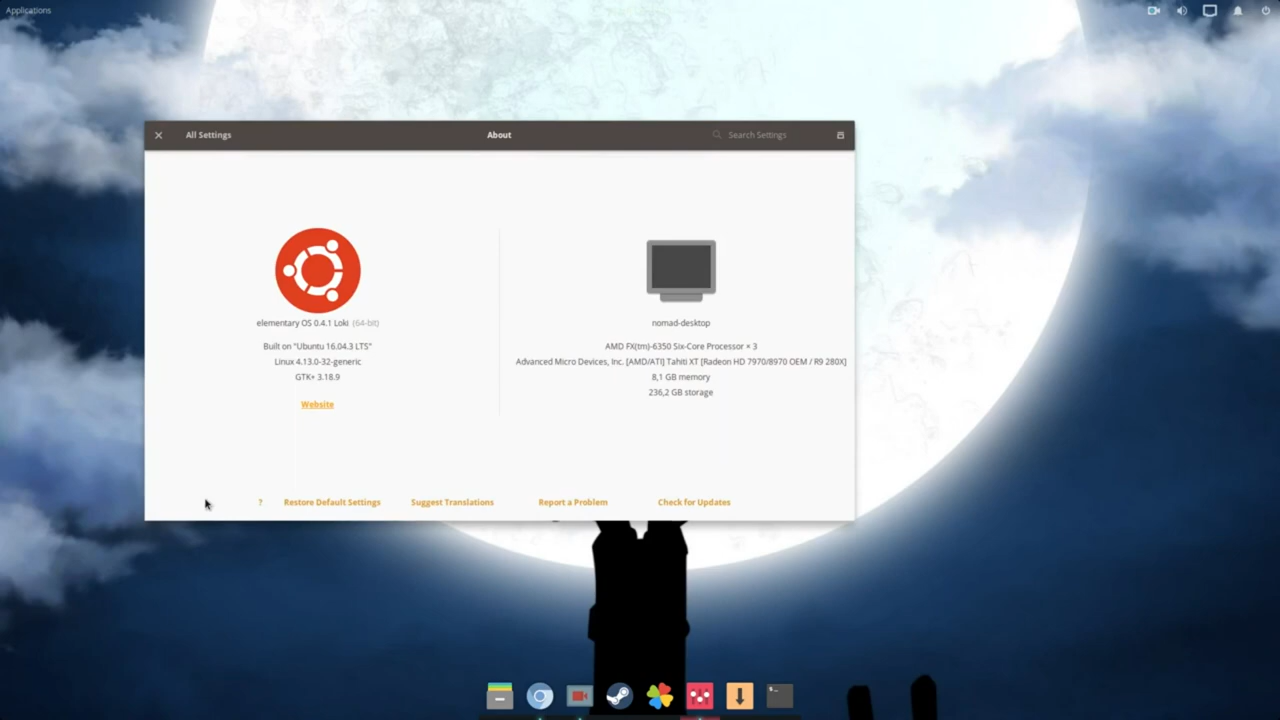 Applications
All Settings
About
Search Settings
elementary OS 0.4.1 Loki (64-bit)
Built on "Ubuntu 16.04.3 LTS"
Linux 4.13.0-32-generic
GTK+ 3.18.9
Website
nomad-desktop
AMD FX(tm)-6350 Six-Core Processor × 3
Advanced Micro Devices, Inc. [AMD/ATI] Tahiti XT [Radeon HD 7970/8970 OEM / R9 280X]
8,1 GB memory
236,2 GB storage
? Restore Default Settings Suggest Translations Report a Problem Check for Updates